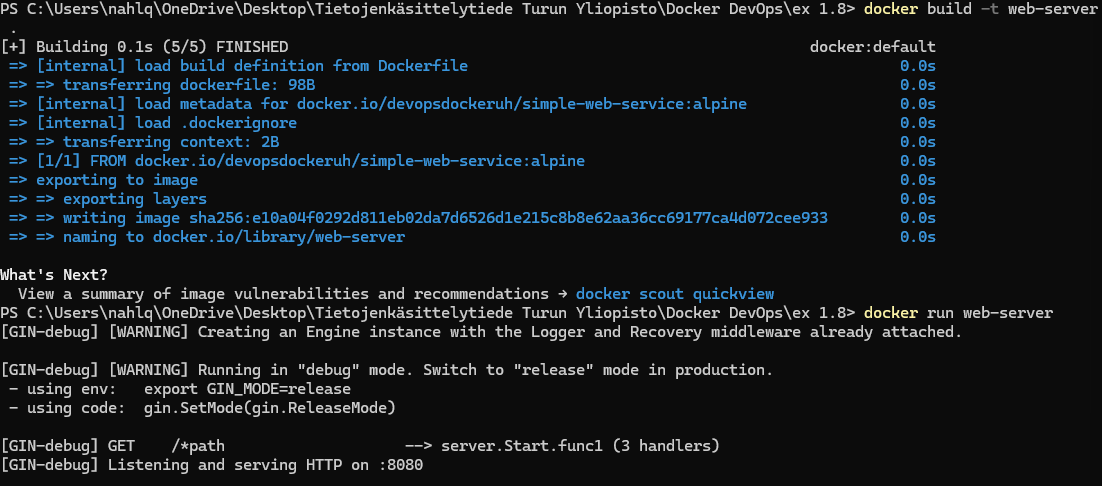 PS C:\Users\nahlq\OneDrive\Desktop\Tietojenkäsittelytiede Turun Yliopisto\Docker DevOps\ex 1.8> docker build -t web-server
.
[+] Building 0.1s (5/5) FINISHED docker:default
=> [internal] load build definition from Dockerfile 0.0s
=> => transferring dockerfile: 98B 0.0s
=> [internal] load metadata for docker.io/devopsdockeruh/simple-web-service:alpine 0.0s
=> [internal] load .dockerignore 0.0s
=> => transferring context: 2B 0.0s
=> [1/1] FROM docker.io/devopsdockeruh/simple-web-service:alpine 0.0s
=> exporting to image 0.0s
=> => exporting layers 0.0s
=> => writing image sha256:e10a04f0292d811eb02da7d6526d1e215c8b8e62aa36cc69177ca4d072cee933 0.0s
=> => naming to docker.io/library/web-server 0.0s
What's Next?
View a summary of image vulnerabilities and recommendations → docker scout quickview
PS C:\Users\nahlq\OneDrive\Desktop\Tietojenkäsittelytiede Turun Yliopisto\Docker DevOps\ex 1.8> docker run web-server
[GIN-debug] [WARNING] Creating an Engine instance with the Logger and Recovery middleware already attached.
[GIN-debug] [WARNING] Running in "debug" mode. Switch to "release" mode in production.
- using env: export GIN_MODE=release
- using code: gin.SetMode(gin.ReleaseMode)
[GIN-debug] GET /*path --> server.Start.func1 (3 handlers)
[GIN-debug] Listening and serving HTTP on :8080